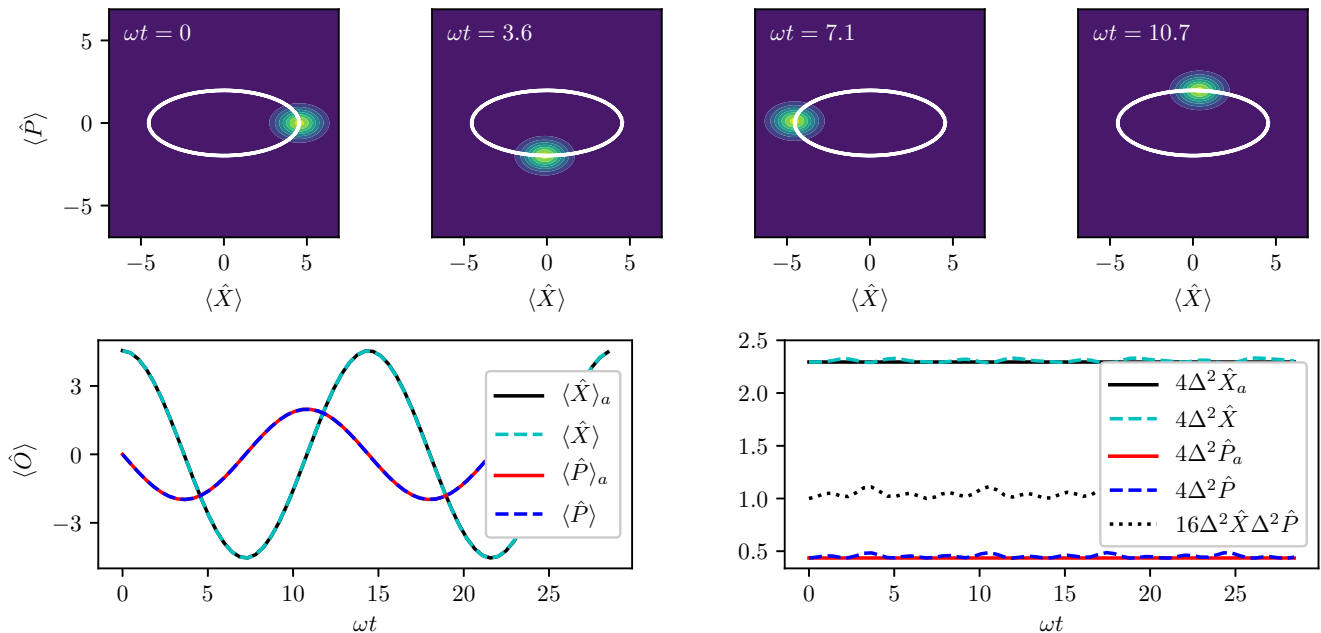 ωt = 0
ωt = 3.6
ωt = 7.1
ωt = 10.7
⟨P̂⟩
5
0
−5
−5 0 5
−5 0 5
−5 0 5
−5 0 5
⟨X̂⟩
⟨X̂⟩
⟨X̂⟩
⟨X̂⟩
⟨Ô⟩
3
0
−3
⟨X̂⟩ₐ
⟨X̂⟩
⟨P̂⟩ₐ
⟨P̂⟩
0 5 10 15 20 25
ωt
2.5
2.0
1.5
1.0
0.5
4Δ²X̂ₐ
4Δ²X̂
4Δ²P̂ₐ
4Δ²P̂
16Δ²X̂Δ²P̂
0 5 10 15 20 25
ωt